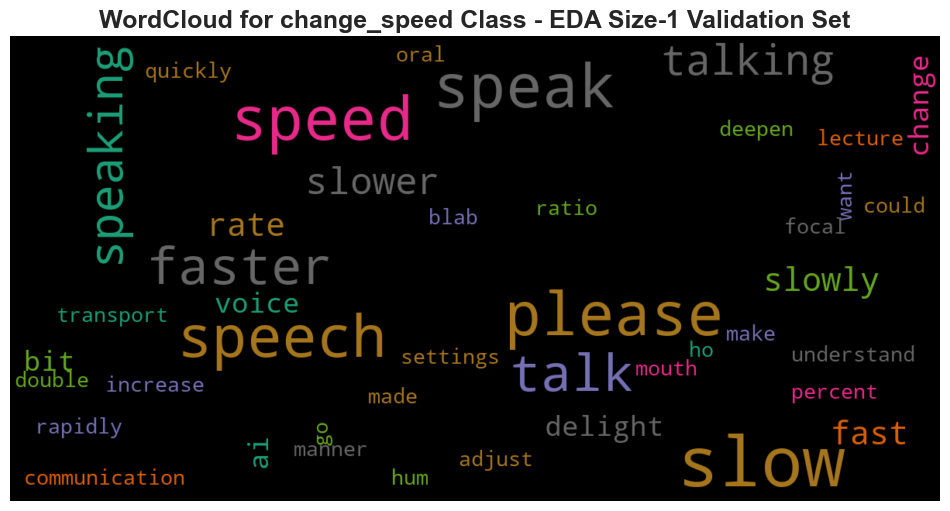 WordCloud for change_speed Class - EDA Size-1 Validation Set
oral
talking
quickly
speak
speaking
change
speed
deepen
lecture
slower
want
ratio
could
blab
rate
focal
faster
slowly
voice
please
transport
speech
make
ho
settings
understand
bit
talk
mouth
double
increase
percent
made
rapidly
go
delight
fast
ai
manner
slow
adjust
communication
hum